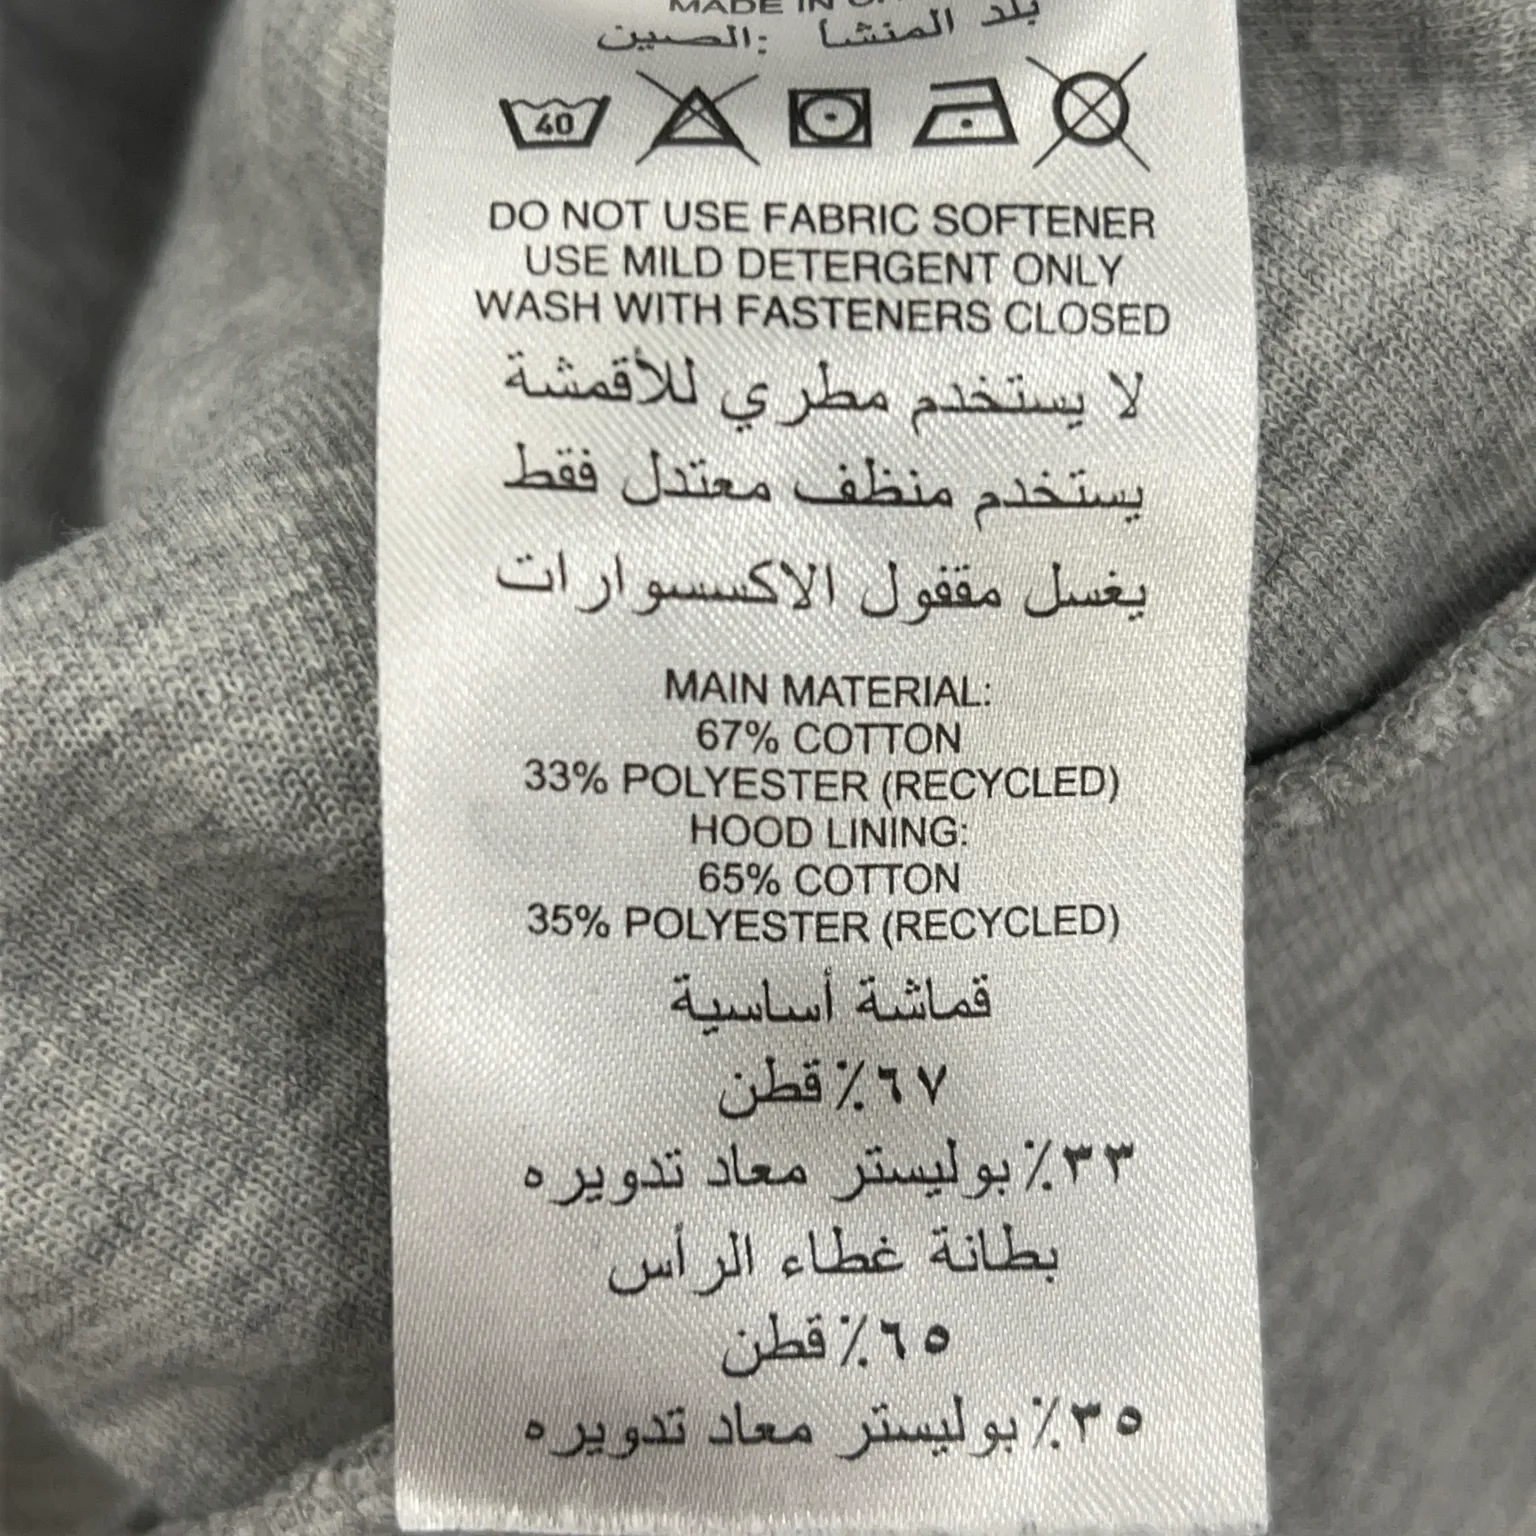 MADE IN
بلد المنشأ :الصين
40
DO NOT USE FABRIC SOFTENER
USE MILD DETERGENT ONLY
WASH WITH FASTENERS CLOSED
لا يستخدم مطري للأقمشة
يستخدم منظف معتدل فقط
يغسل مقفول الاكسسوارات
MAIN MATERIAL:
67% COTTON
33% POLYESTER (RECYCLED)
HOOD LINING:
65% COTTON
35% POLYESTER (RECYCLED)
قماشة أساسية
٦٧٪ قطن
٣٣٪ بوليستر معاد تدويره
بطانة غطاء الرأس
٦٥٪ قطن
٣٥٪ بوليستر معاد تدويره